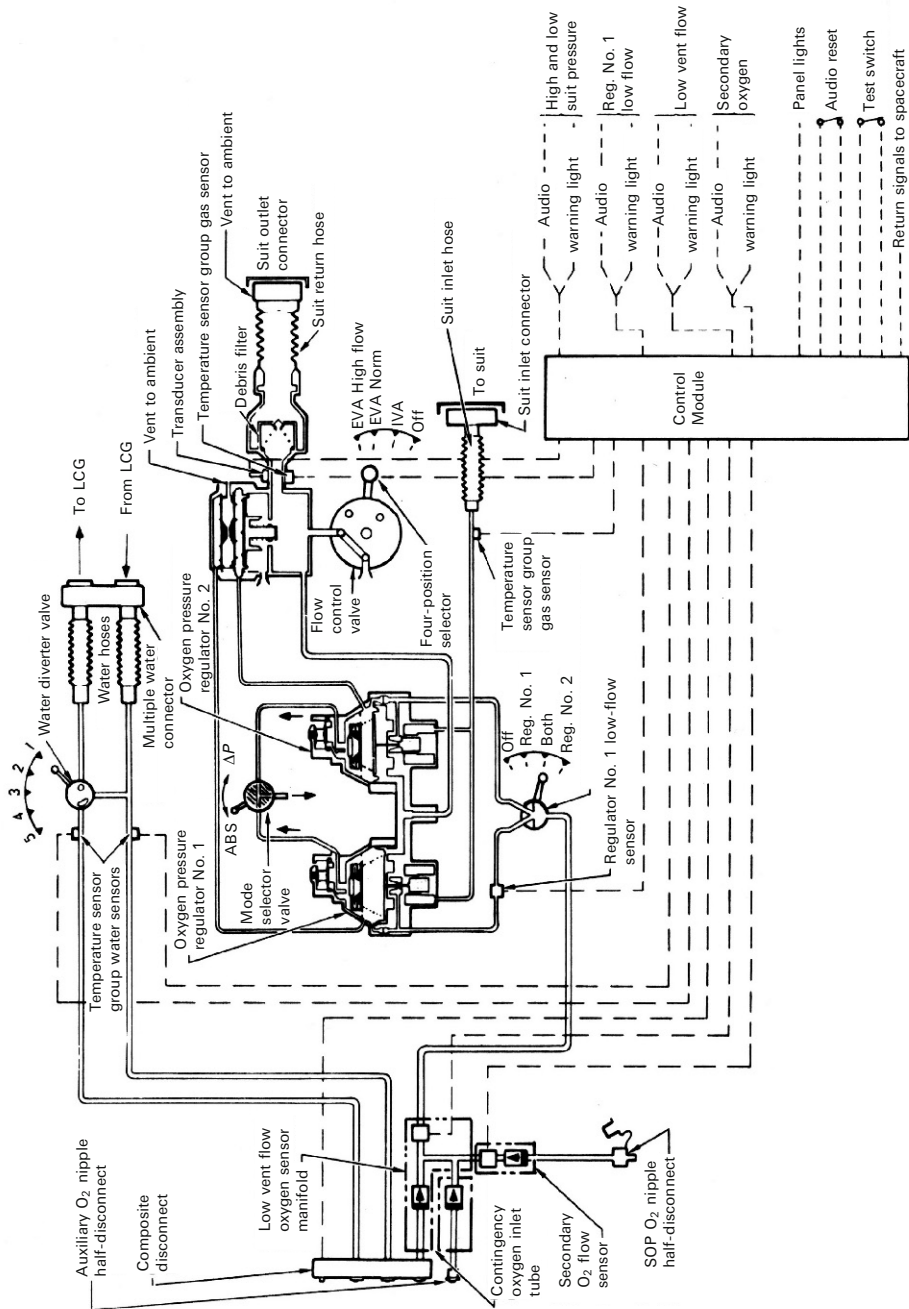 To LCG
From LCG
Water diverter valve
Water hoses
Multiple water
connector
1
2
3
4
5
Temperature sensor
group water sensors
Auxiliary O₂ nipple
half-disconnect
Composite
disconnect
Low vent flow
oxygen sensor
manifold
Contingency
oxygen inlet
tube
Secondary
O₂ flow
sensor
SOP O₂ nipple
half-disconnect
Oxygen pressure
regulator No. 1
Oxygen pressure
regulator No. 2
Mode
selector
valve
ABS
ΔP
Vent to ambient
Transducer assembly
Temperature sensor group gas sensor
Vent to ambient
Debris filter
Suit outlet
connector
Suit return hose
EVA High flow
EVA Norm
IVA
Off
Flow
control
valve
Four-position
selector
Suit inlet hose
To suit
Suit inlet connector
Temperature
sensor group
gas sensor
Off
Reg. No. 1
Both
Reg. No. 2
Regulator No. 1 low-flow
sensor
Control
Module
Audio
warning light
High and low
suit pressure
Audio
warning light
Reg. No. 1
low flow
Audio
warning light
Low vent flow
Audio
warning light
Secondary
oxygen
Panel lights
Audio reset
Test switch
Return signals to spacecraft